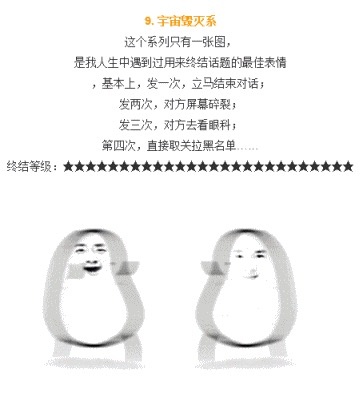 9. 宇宙毁灭系
这个系列只有一张图，
是我人生中遇到过用来终结话题的最佳表情
，基本上，发一次，立马结束对话；
发两次，对方屏幕碎裂；
发三次，对方去看眼科；
第四次，直接取关拉黑名单……
终结等级：★★★★★★★★★★★★★★★★★★★★★★★★★★